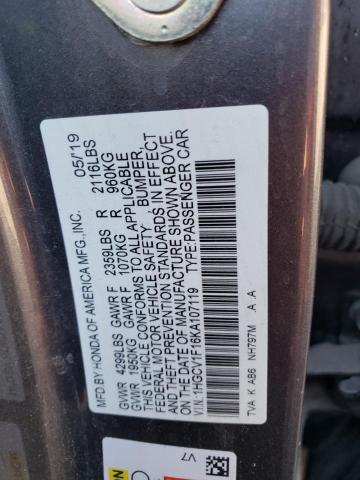 MFD.BY HONDA OF AMERICA MFG.,INC. 05/19
GVWR 4299LBS GAWR F 2359LBS R 2116LBS
GVWR 1950KG GAWR F 1070KG R 960KG
THIS VEHICLE CONFORMS TO ALL APPLICABLE
FEDERAL MOTOR VEHICLE SAFETY , BUMPER,
AND THEFT PREVENTION STANDARDS IN EFFECT
ON THE DATE OF MANUFACTURE SHOWN ABOVE.
V.I.N.:1HGCV1F16KA107119 TYPE:PASSENGER CAR
TVA K AB6 NH797M A A
V7